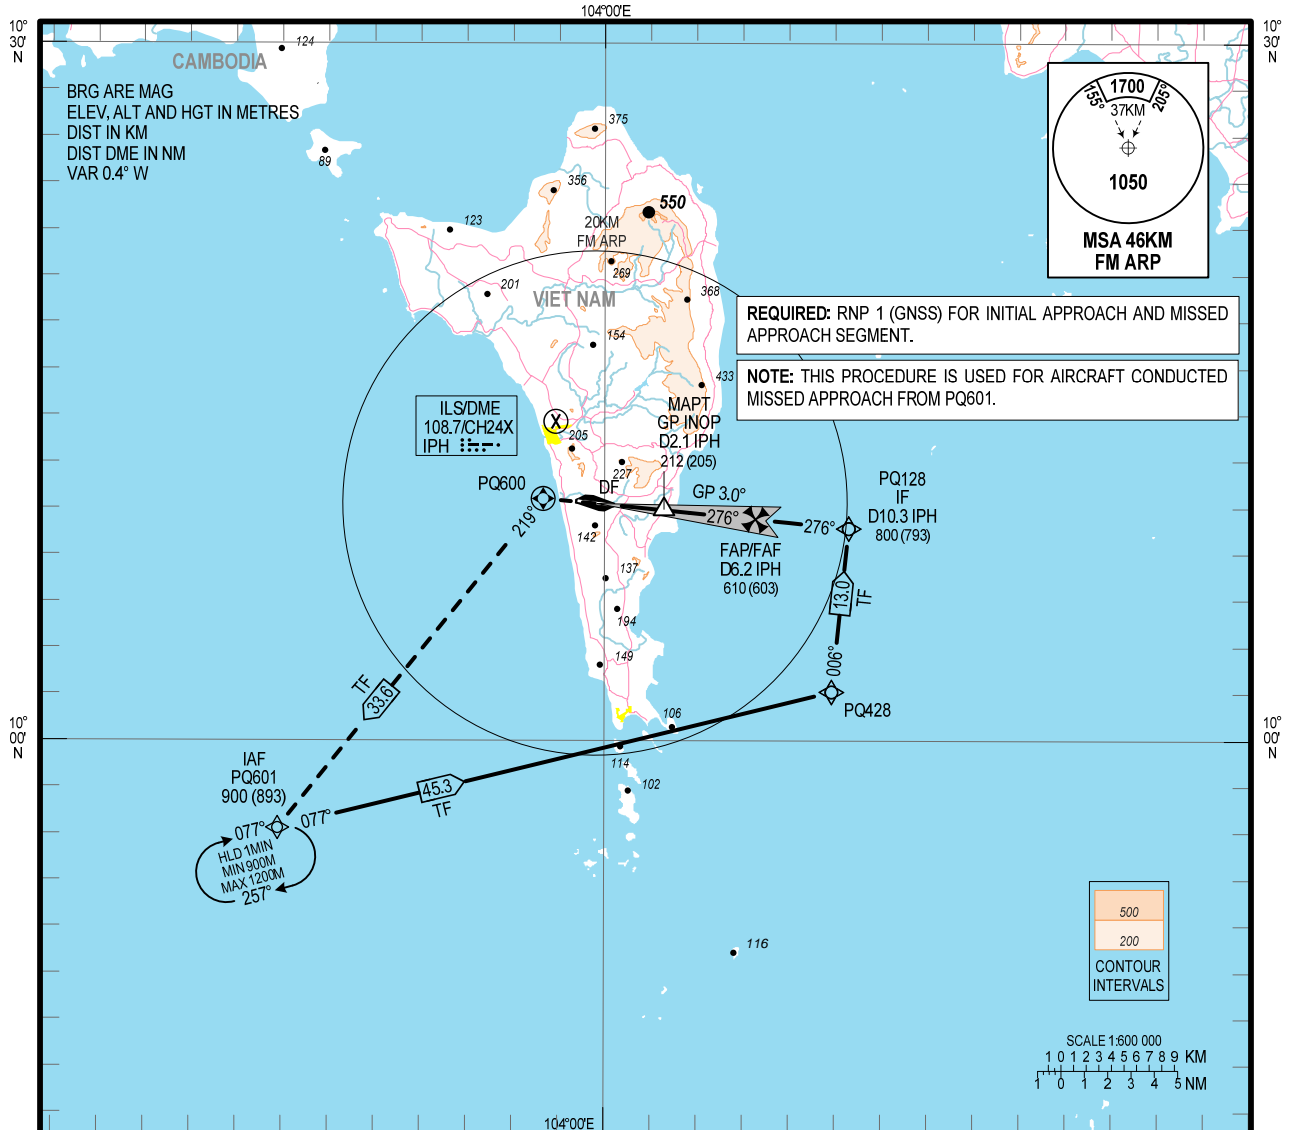 104°00'E
10°
30'
N
10°
30'
N
124
CAMBODIA
BRG ARE MAG
ELEV, ALT AND HGT IN METRES
DIST IN KM
DIST DME IN NM
VAR 0.4° W
89
375
356
550
123
20KM
FM ARP
269
201
VIET NAM
368
154
433
155°
1700
205°
37KM
1050
MSA 46KM
FM ARP
REQUIRED: RNP 1 (GNSS) FOR INITIAL APPROACH AND MISSED
APPROACH SEGMENT.
NOTE: THIS PROCEDURE IS USED FOR AIRCRAFT CONDUCTED
MISSED APPROACH FROM PQ601.
ILS/DME
108.7/CH24X
IPH
X
205
MAPT
GP INOP
D2.1 IPH
212 (205)
227
PQ600
DF
GP 3.0°
276°
276°
PQ128
IF
D10.3 IPH
800 (793)
219°
142
FAP/FAF
D6.2 IPH
610 (603)
137
194
149
13.0
TF
006°
TF
33.6
PQ428
106
10°
00'
N
10°
00'
N
114
102
IAF
PQ601
900 (893)
45.3
TF
077°
077°
HLD 1MIN
MIN 900M
MAX 1200M
257°
116
500
200
CONTOUR
INTERVALS
SCALE 1:600 000
1 0 1 2 3 4 5 6 7 8 9 KM
1 0 1 2 3 4 5 NM
104°00'E